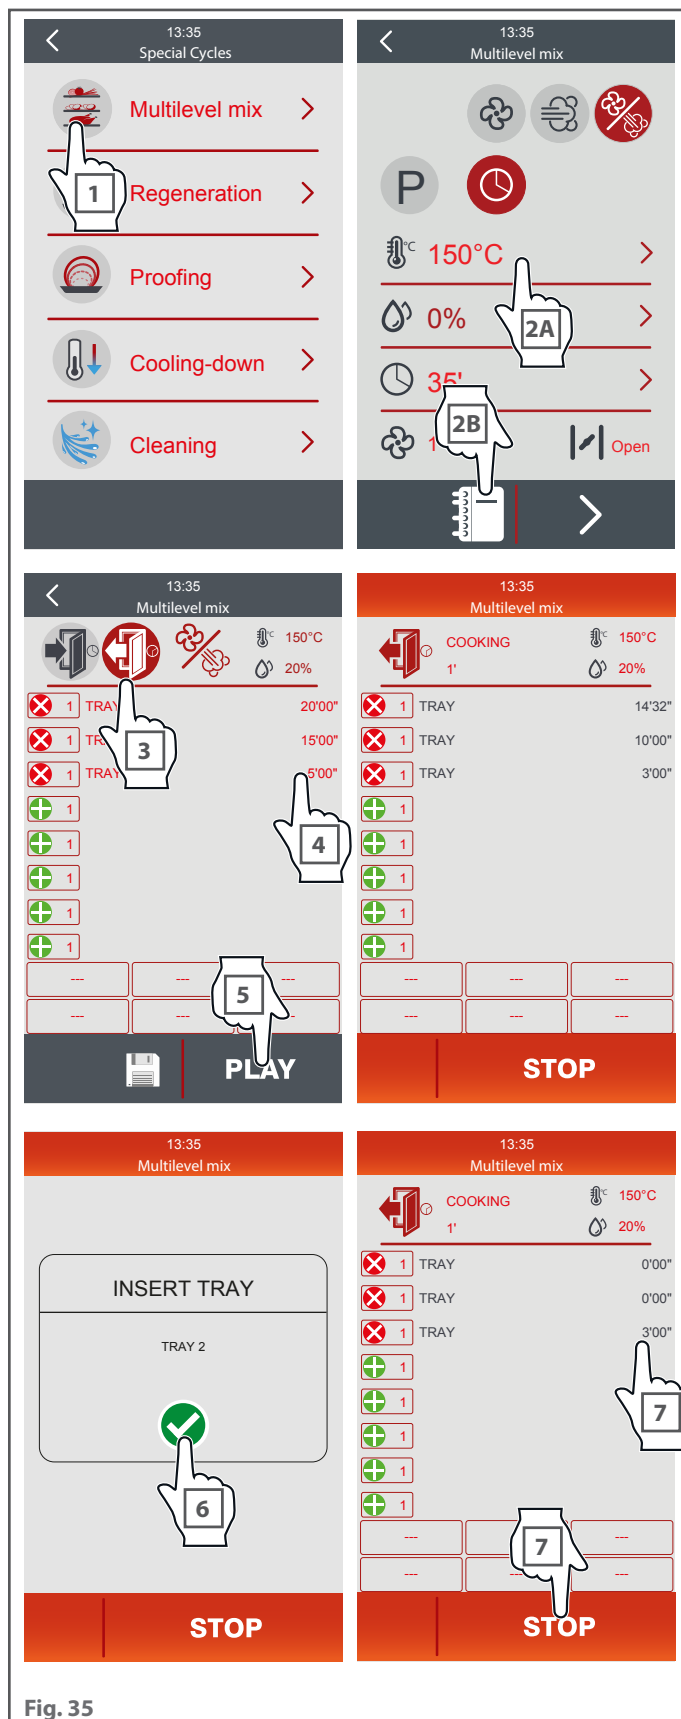 13:35
Special Cycles
Multilevel mix
1
Regeneration
Proofing
Cooling-down
Cleaning
13:35
Multilevel mix
P
°C 150°C
2A
0%
35'
2B
1
Open
13:35
Multilevel mix
°C 150°C
20%
3
1 TRAY 20'00"
1 TR 15'00"
1 TRAY 5'00"
4
1
1
1
1
1
--- --- ---
5
--- --- -
PLAY
13:35
Multilevel mix
COOKING °C 150°C
1' 20%
1 TRAY 14'32"
1 TRAY 10'00"
1 TRAY 3'00"
1
1
1
1
1
--- --- ---
--- --- ---
STOP
13:35
Multilevel mix
INSERT TRAY
TRAY 2
6
STOP
13:35
Multilevel mix
COOKING °C 150°C
1' 20%
1 TRAY 0'00"
1 TRAY 0'00"
1 TRAY 3'00"
7
1
1
1
1
1
--- ---
7
--- --- ---
STOP
Fig. 35